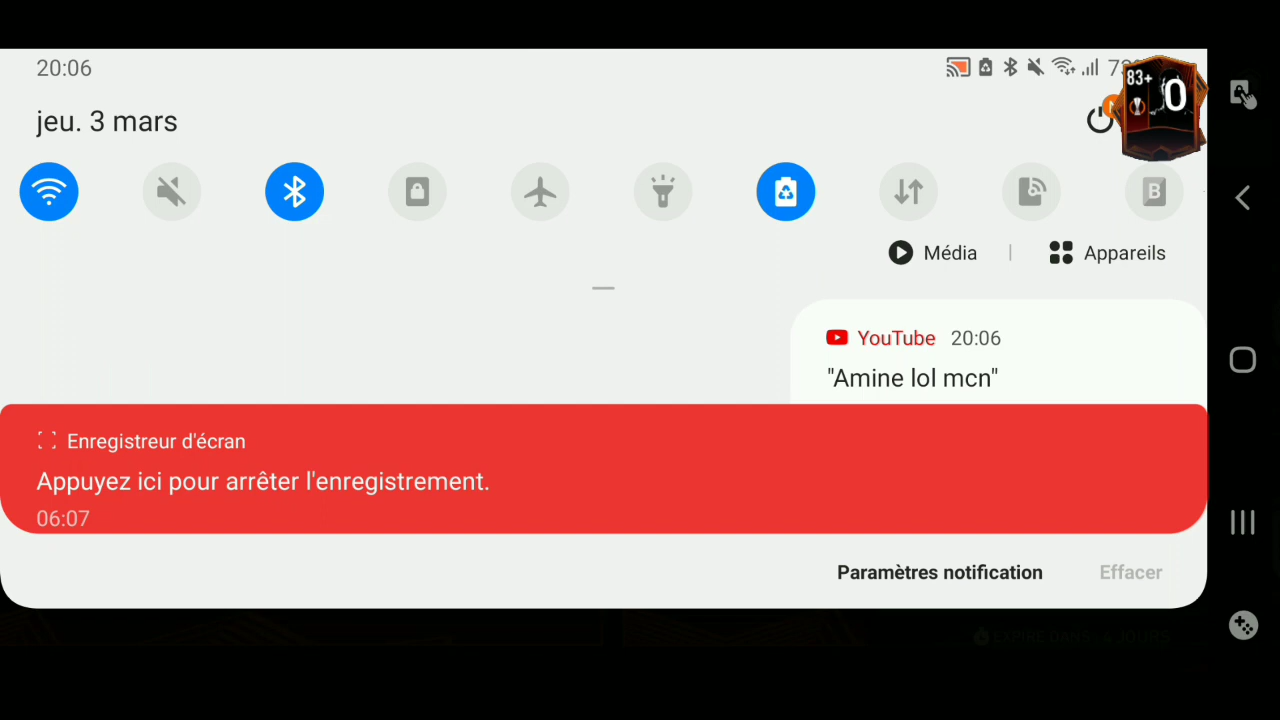 20:06
83+
0
jeu. 3 mars
B
Média | Appareils
YouTube 20:06
"Amine lol mcn"
Enregistreur d'écran
Appuyez ici pour arrêter l'enregistrement.
06:07
Paramètres notification Effacer